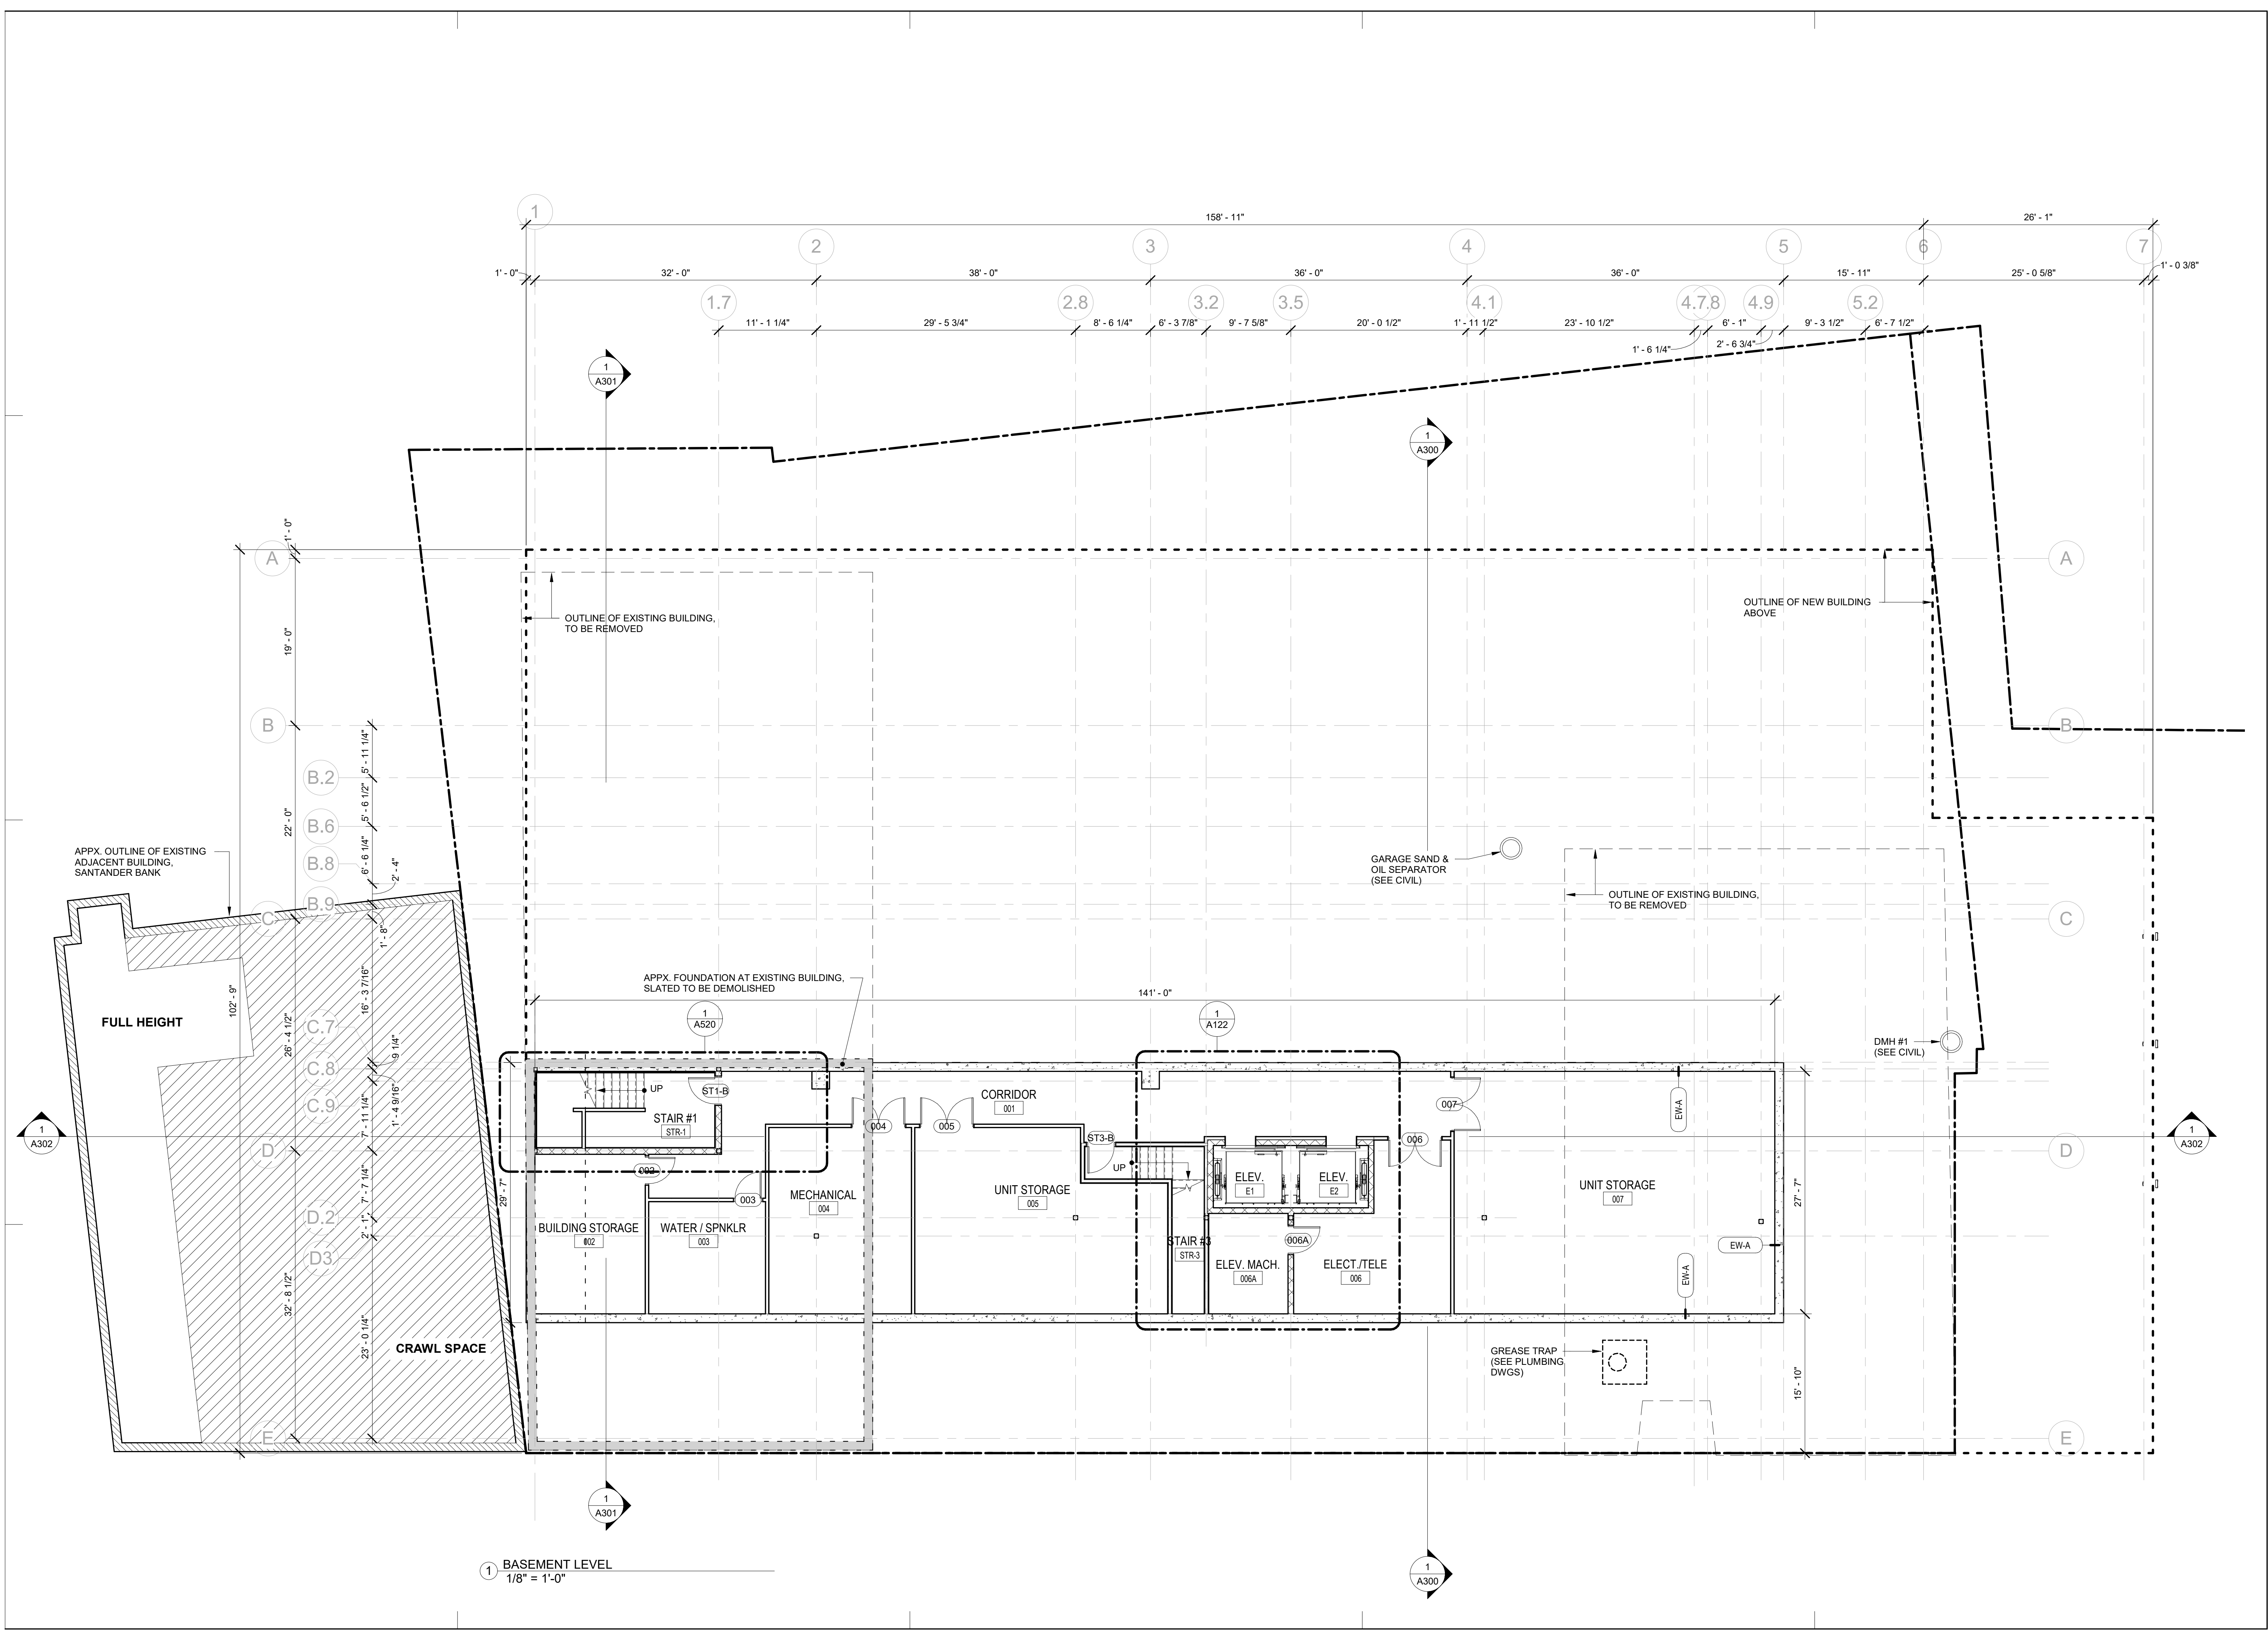 1
158' - 11"
26' - 1"
2
3
4
5
6
7
1' - 0"
32' - 0"
38' - 0"
36' - 0"
36' - 0"
15' - 11"
25' - 0 5/8"
1' - 0 3/8"
1.7
2.8
3.2
3.5
4.1
4.7
.8
4.9
5.2
11' - 1 1/4"
29' - 5 3/4"
8' - 6 1/4"
6' - 3 7/8"
9' - 7 5/8"
20' - 0 1/2"
1' - 11 1/2"
23' - 10 1/2"
6' - 1"
9' - 3 1/2"
6' - 7 1/2"
1' - 6 1/4"
2' - 6 3/4"
1
A301
1
A300
1' - 0"
A
A
OUTLINE OF EXISTING BUILDING,
TO BE REMOVED
OUTLINE OF NEW BUILDING
ABOVE
19' - 0"
B
B
5' - 11 1/4"
B.2
5' - 6 1/2"
22' - 0"
B.6
6' - 6 1/4"
B.8
2' - 4"
APPX. OUTLINE OF EXISTING
ADJACENT BUILDING,
SANTANDER BANK
GARAGE SAND &
OIL SEPARATOR
(SEE CIVIL)
OUTLINE OF EXISTING BUILDING,
TO BE REMOVED
B.9
C
C
1' - 8"
APPX. FOUNDATION AT EXISTING BUILDING,
SLATED TO BE DEMOLISHED
102' - 9"
16' - 3 7/16"
141' - 0"
FULL HEIGHT
26' - 4 1/2"
C.7
9 1/4"
1
A520
1
A122
DMH #1
(SEE CIVIL)
C.8
C.9
1' - 4 9/16"
7' - 11 1/4"
UP
ST1-B
STAIR #1
STR-1
CORRIDOR
001
004
005
007
EW-A
1
A302
1
A302
D
D
ST3-B
006
UP
002
003
29' - 7"
7' - 7 1/4"
MECHANICAL
004
UNIT STORAGE
005
ELEV.
E1
ELEV.
E2
UNIT STORAGE
007
27' - 7"
D.2
2' - 1"
BUILDING STORAGE
002
WATER / SPNKLR
003
STAIR #3
STR-3
006A
EW-A
D3
ELEV. MACH.
006A
ELECT./TELE
006
EW-A
32' - 8 1/2"
23' - 0 1/4"
CRAWL SPACE
GREASE TRAP
(SEE PLUMBING
DWGS)
15' - 10"
E
E
1
A301
1
BASEMENT LEVEL
1/8" = 1'-0"
1
A300